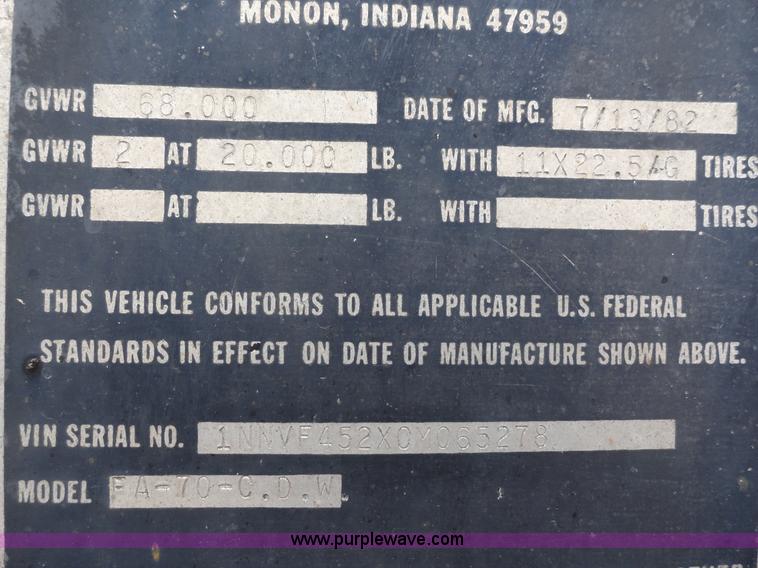 MONON, INDIANA 47959
GVWR 68.000 DATE OF MFG. 7/13/82
GVWR 2 AT 20.000 LB. WITH 11X22.5/G TIRES
GVWR AT LB. WITH TIRES
THIS VEHICLE CONFORMS TO ALL APPLICABLE U.S. FEDERAL
STANDARDS IN EFFECT ON DATE OF MANUFACTURE SHOWN ABOVE.
VIN SERIAL NO. 1NNVF452X0M065278
MODEL FA-70-C.D.W.
www.purplewave.com